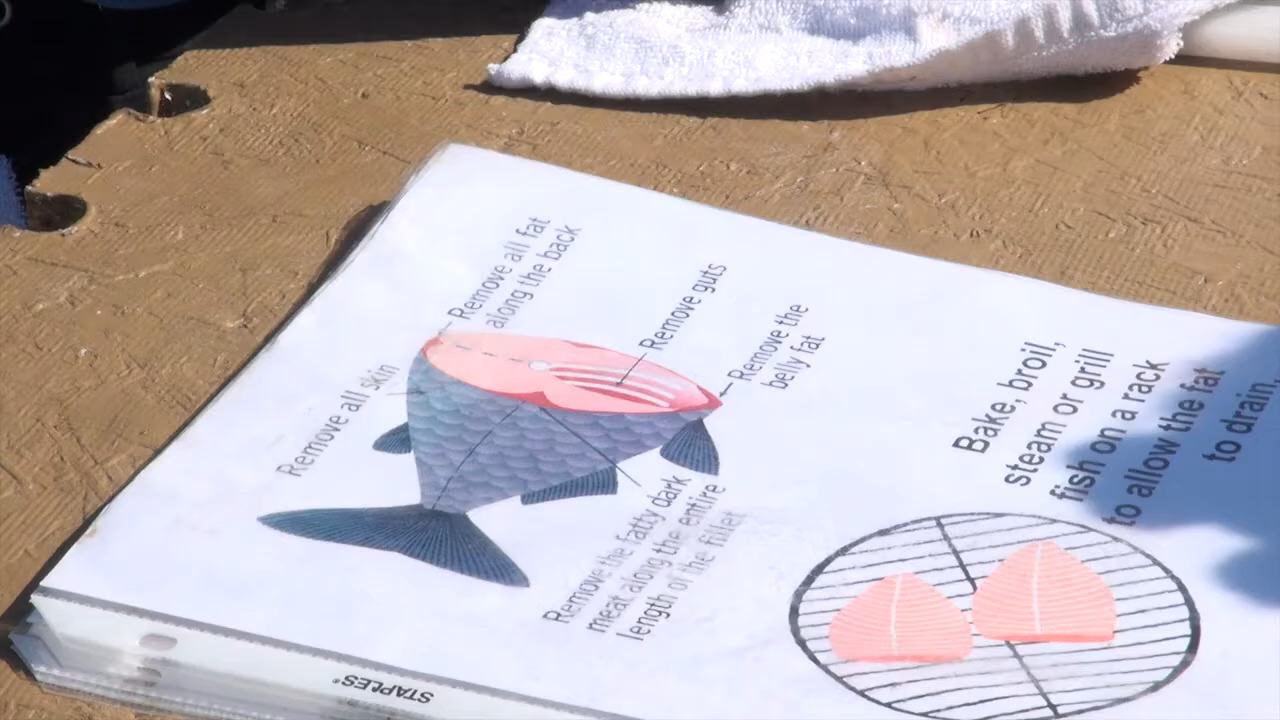 Remove all fat
along the back
Remove guts
Remove the
belly fat
Remove all skin
Remove the fatty dark
meat along the entire
length of the fillet
Bake, broil,
steam or grill
fish on a rack
to allow the fat
to drain.
STAPLES®